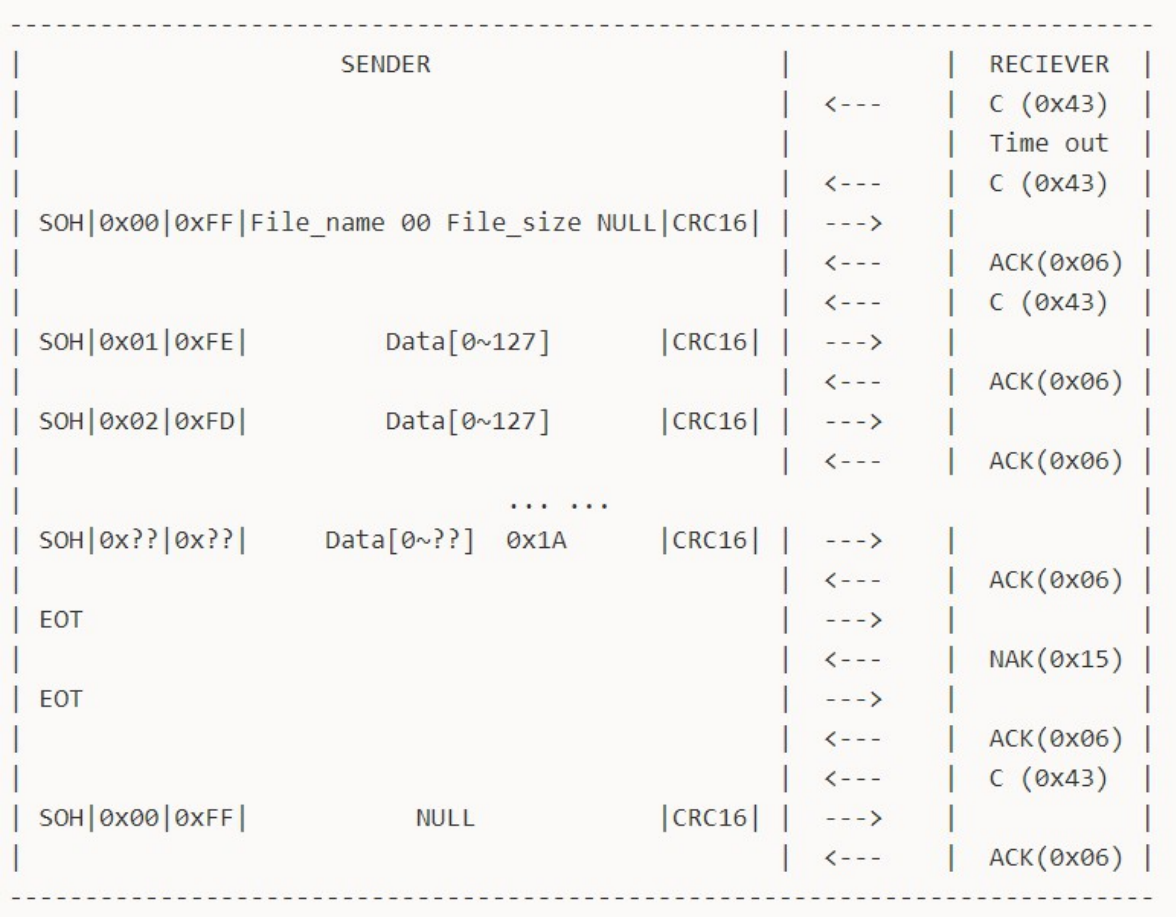 -----------------------------------------------------------------------------
| SENDER | | RECIEVER |
| | <--- | C (0x43) |
| | | Time out |
| | <--- | C (0x43) |
| SOH|0x00|0xFF|File_name 00 File_size NULL|CRC16| | ---> | |
| | <--- | ACK(0x06) |
| | <--- | C (0x43) |
| SOH|0x01|0xFE| Data[0~127] |CRC16| | ---> | |
| | <--- | ACK(0x06) |
| SOH|0x02|0xFD| Data[0~127] |CRC16| | ---> | |
| | <--- | ACK(0x06) |
| ... ... |
| SOH|0x??|0x??| Data[0~??] 0x1A |CRC16| | ---> | |
| | <--- | ACK(0x06) |
| EOT | ---> | |
| | <--- | NAK(0x15) |
| EOT | ---> | |
| | <--- | ACK(0x06) |
| | <--- | C (0x43) |
| SOH|0x00|0xFF| NULL |CRC16| | ---> | |
| | <--- | ACK(0x06) |
-----------------------------------------------------------------------------